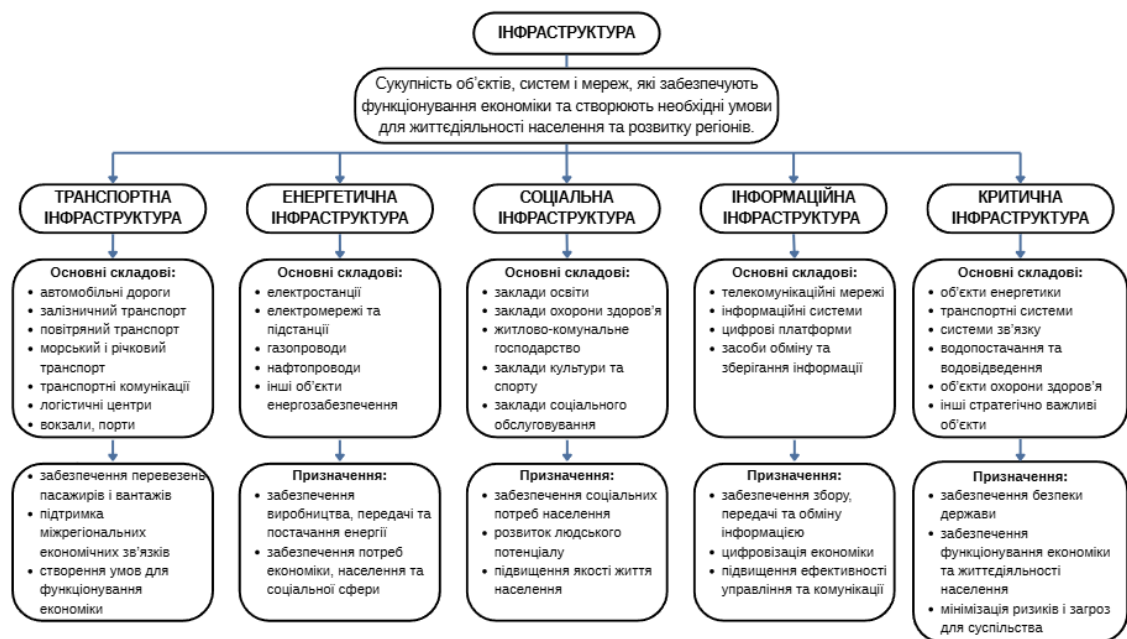 ІНФРАСТРУКТУРА
Сукупність об'єктів, систем і мереж, які забезпечують
функціонування економіки та створюють необхідні умови
для життєдіяльності населення та розвитку регіонів.
ТРАНСПОРТНА
ІНФРАСТРУКТУРА
Основні складові:
• автомобільні дороги
• залізничний транспорт
• повітряний транспорт
• морський і річковий
транспорт
• транспортні комунікації
• логістичні центри
• вокзали, порти
• забезпечення перевезень
пасажирів і вантажів
• підтримка
міжрегіональних
економічних зв'язків
• створення умов для
функціонування
економіки
ЕНЕРГЕТИЧНА
ІНФРАСТРУКТУРА
Основні складові:
• електростанції
• електромережі та
підстанції
• газопроводи
• нафтопроводи
• інші об'єкти
енергозабезпечення
Призначення:
• забезпечення
виробництва, передачі та
постачання енергії
• забезпечення потреб
економіки, населення та
соціальної сфери
СОЦІАЛЬНА
ІНФРАСТРУКТУРА
Основні складові:
• заклади освіти
• заклади охорони здоров'я
• житлово-комунальне
господарство
• заклади культури та
спорту
• заклади соціального
обслуговування
Призначення:
• забезпечення соціальних
потреб населення
• розвиток людського
потенціалу
• підвищення якості життя
населення
ІНФОРМАЦІЙНА
ІНФРАСТРУКТУРА
Основні складові:
• телекомунікаційні мережі
• інформаційні системи
• цифрові платформи
• засоби обміну та
зберігання інформації
Призначення:
• забезпечення збору,
передачі та обміну
інформацією
• цифровізація економіки
• підвищення ефективності
управління та комунікації
КРИТИЧНА
ІНФРАСТРУКТУРА
Основні складові:
• об'єкти енергетики
• транспортні системи
• системи зв'язку
• водопостачання та
водовідведення
• об'єкти охорони здоров'я
• інші стратегічно важливі
об'єкти
Призначення:
• забезпечення безпеки
держави
• забезпечення
функціонування економіки
та життєдіяльності
населення
• мінімізація ризиків і загроз
для суспільства